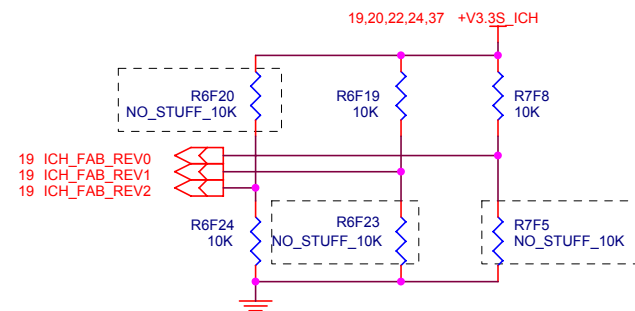 19,20,22,24,37 +V3.3S_ICH
R6F20
NO_STUFF_10K
R6F19
10K
R7F8
10K
19 ICH_FAB_REV0
19 ICH_FAB_REV1
19 ICH_FAB_REV2
R6F24
10K
R6F23
NO_STUFF_10K
R7F5
NO_STUFF_10K